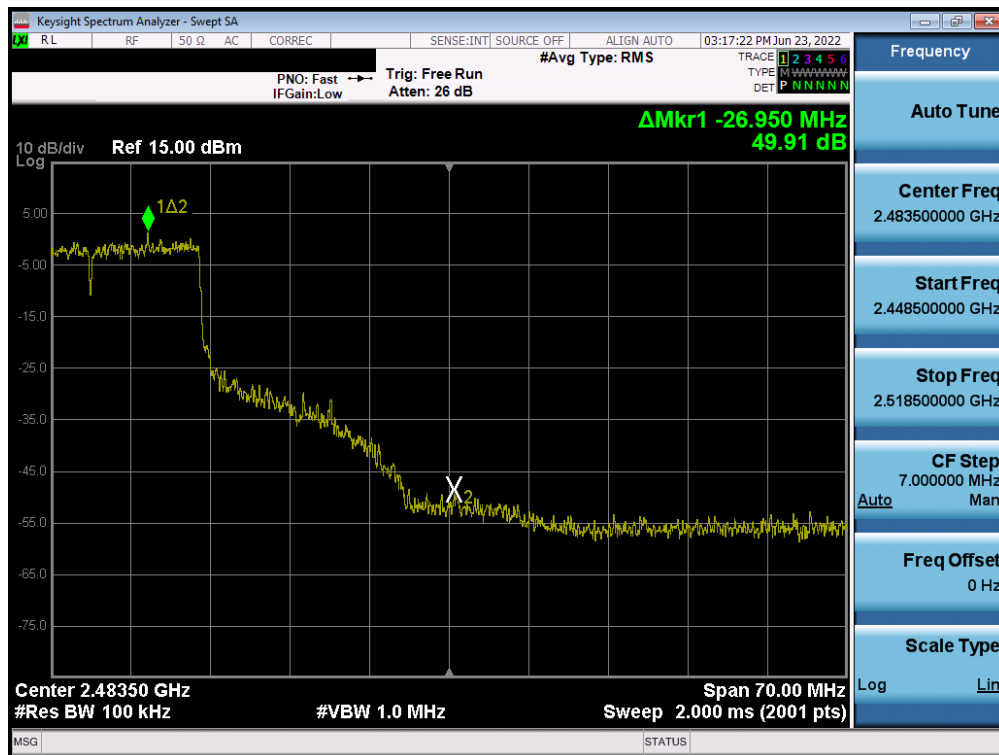 Keysight Spectrum Analyzer - Swept SA
LXI RL RF 50 Ω AC CORREC SENSE:INT SOURCE OFF ALIGN AUTO 03:17:22 PM Jun 23, 2022
Frequency
#Avg Type: RMS
TRACE 1 2 3 4 5 6
PNO: Fast Trig: Free Run
TYPE M WWWWW
IFGain:Low Atten: 26 dB
DET P N N N N N
Auto Tune
ΔMkr1 -26.950 MHz
49.91 dB
10 dB/div Ref 15.00 dBm
Log
1Δ2
5.00
-5.00
-15.0
-25.0
-35.0
-45.0
-55.0
-65.0
-75.0
X2
Center Freq
2.483500000 GHz
Start Freq
2.448500000 GHz
Stop Freq
2.518500000 GHz
CF Step
7.000000 MHz
Auto Man
Freq Offset
0 Hz
Scale Type
Log Lin
Center 2.48350 GHz Span 70.00 MHz
#Res BW 100 kHz #VBW 1.0 MHz Sweep 2.000 ms (2001 pts)
MSG STATUS